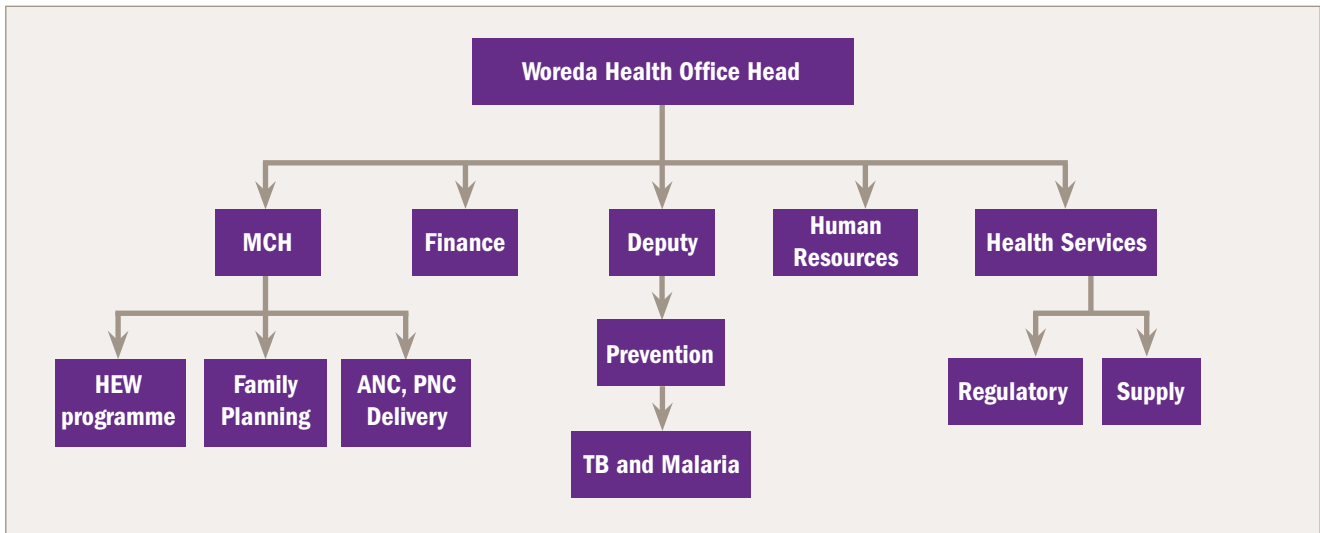 Woreda Health Office Head
MCH
Finance
Deputy
Human
Resources
Health Services
Prevention
HEW
programme
Family
Planning
ANC, PNC
Delivery
Regulatory
Supply
TB and Malaria